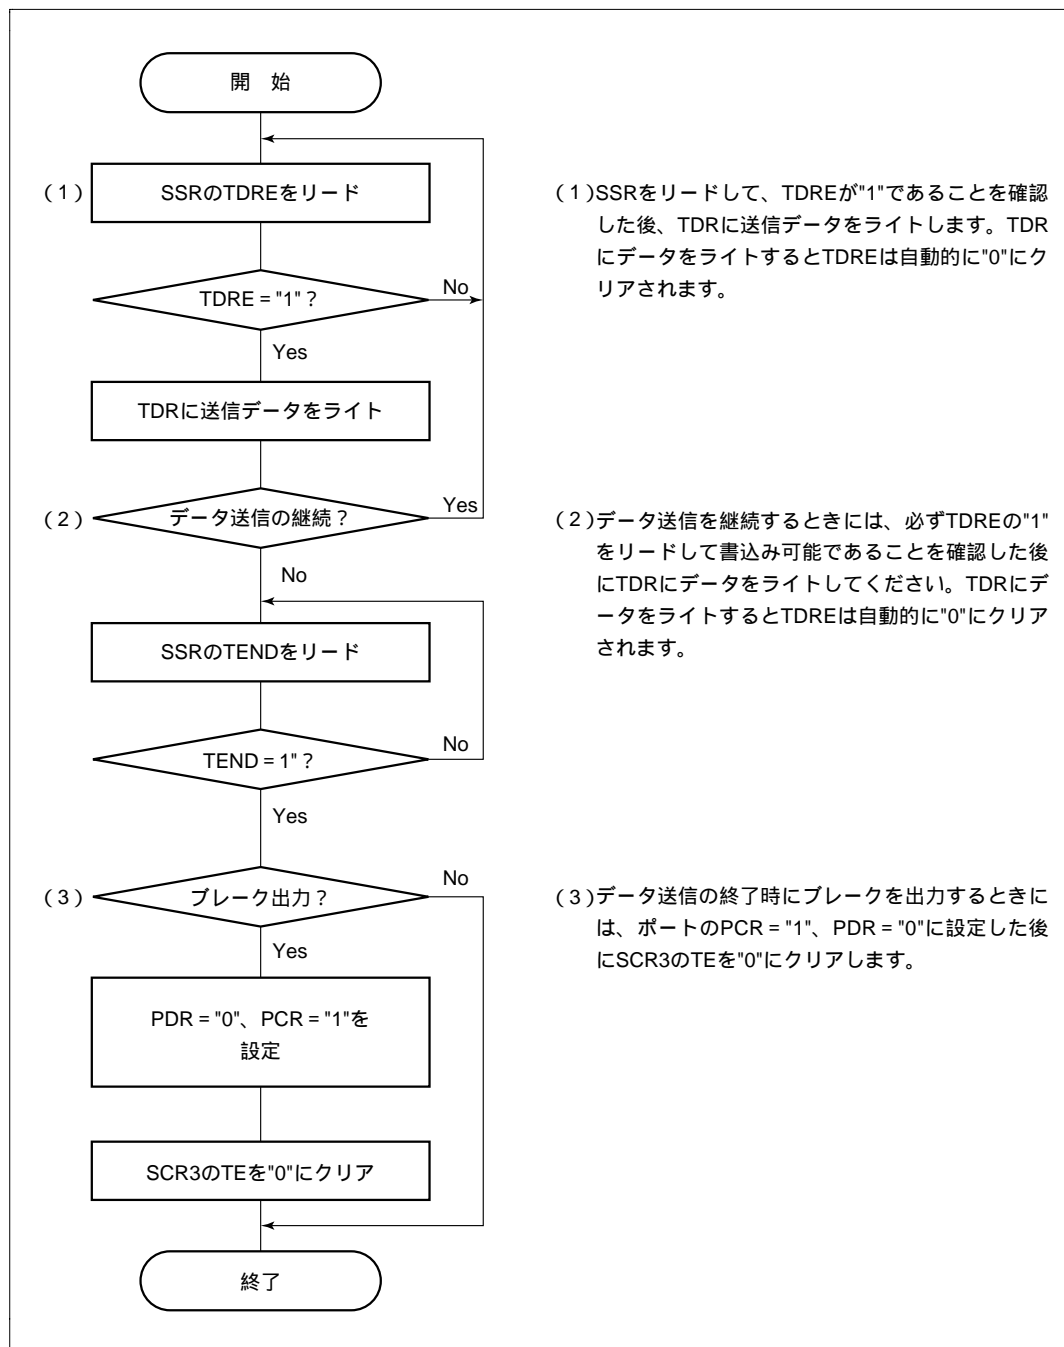 開　始
(1)
SSRのTDREをリード
TDRE = "1"?
No
Yes
TDRに送信データをライト
(2)
データ送信の継続?
Yes
No
SSRのTENDをリード
TEND = 1"?
No
Yes
(3)
ブレーク出力?
No
Yes
PDR = "0"、PCR = "1"を
設定
SCR3のTEを"0"にクリア
終了
(1)SSRをリードして、TDREが"1"であることを確認
した後、TDRに送信データをライトします。TDR
にデータをライトするとTDREは自動的に"0"にク
リアされます。
(2)データ送信を継続するときには、必ずTDREの"1"
をリードして書込み可能であることを確認した後
にTDRにデータをライトしてください。TDRにデ
ータをライトするとTDREは自動的に"0"にクリア
されます。
(3)データ送信の終了時にブレークを出力するときに
は、ポートのPCR = "1"、PDR = "0"に設定した後
にSCR3のTEを"0"にクリアします。